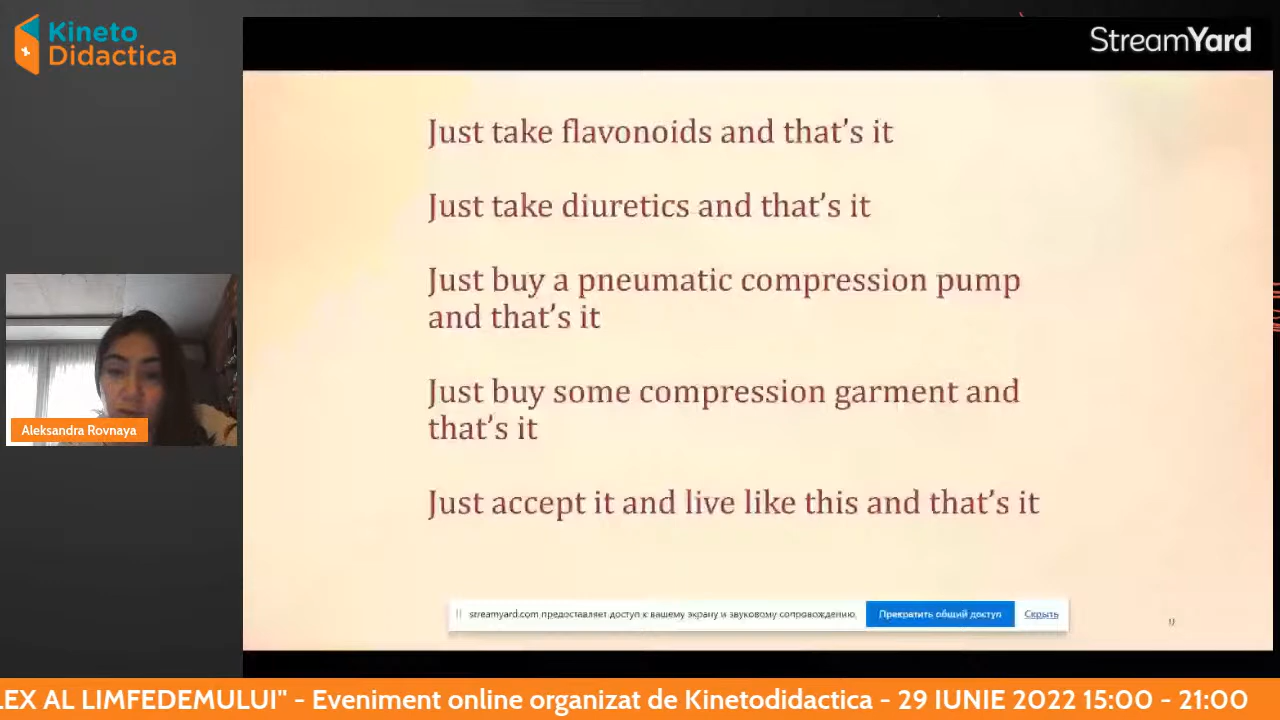 Kineto
Didactica
StreamYard
Just take flavonoids and that’s it
Just take diuretics and that’s it
Just buy a pneumatic compression pump
and that’s it
Just buy some compression garment and
that’s it
Just accept it and live like this and that’s it
Aleksandra Rovnaya
streamyard.com предоставляет доступ к вашему экрану и звуковому сопровождению.
Прекратить общий доступ
Скрыть
LEX AL LIMFEDEMULUI" - Eveniment online organizat de Kinetodidactica - 29 IUNIE 2022 15:00 - 21:00